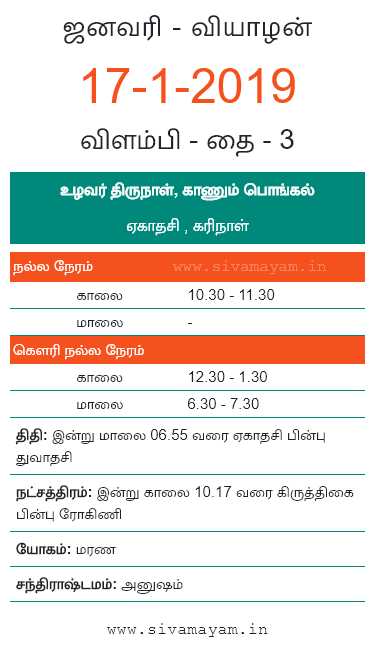 ஜனவரி - வியாழன்
17-1-2019
விளம்பி - தை - 3
உழவர் திருநாள், காணும் பொங்கல்
ஏகாதசி , கரிநாள்
நல்ல நேரம் www.sivamayam.in
காலை 10.30 - 11.30
மாலை -
கௌரி நல்ல நேரம்
காலை 12.30 - 1.30
மாலை 6.30 - 7.30
திதி: இன்று மாலை 06.55 வரை ஏகாதசி பின்பு
துவாதசி
நட்சத்திரம்: இன்று காலை 10.17 வரை கிருத்திகை
பின்பு ரோகிணி
யோகம்: மரண
சந்திராஷ்டமம்: அனுஷம்
www.sivamayam.in